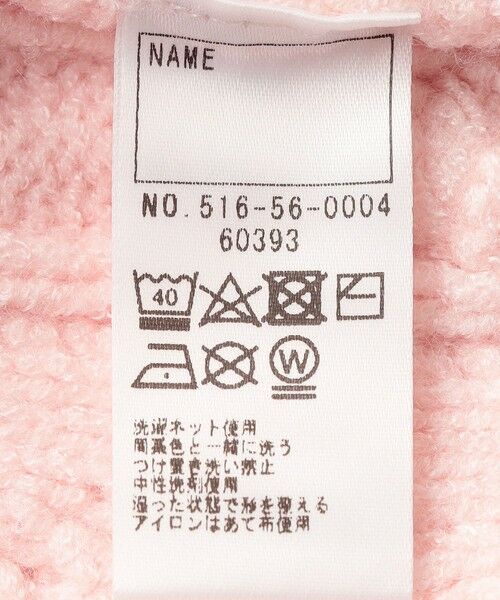 NAME
NO. 516-56-0004
60393
40
W
洗濯ネット使用
同系色と一緒に洗う
つけ置き洗い禁止
中性洗剤使用
湿った状態で形を整える
アイロンはあて布使用